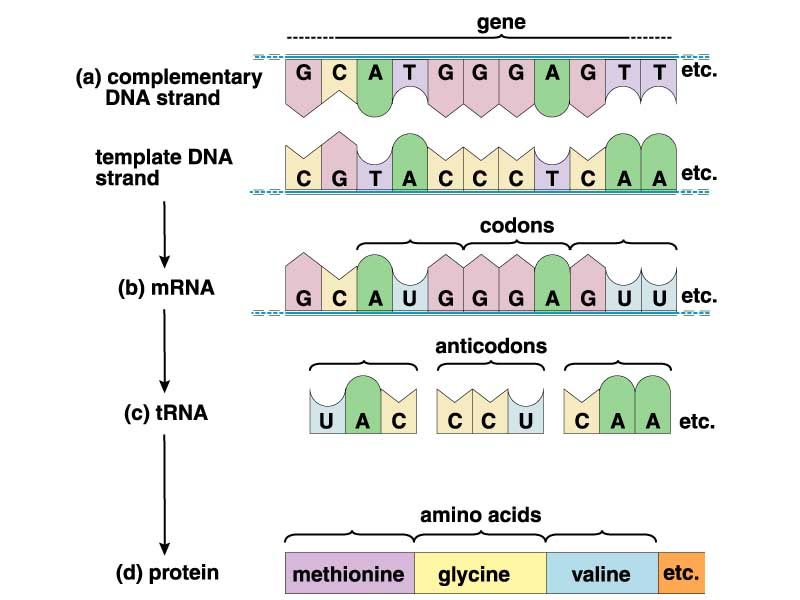 gene
(a) complementary
DNA strand
G C A T G G G A G T T etc.
template DNA
strand
C G T A C C C T C A A etc.
codons
(b) mRNA
G C A U G G G A G U U etc.
anticodons
(c) tRNA
U A C C C U C A A etc.
amino acids
(d) protein
methionine glycine valine etc.